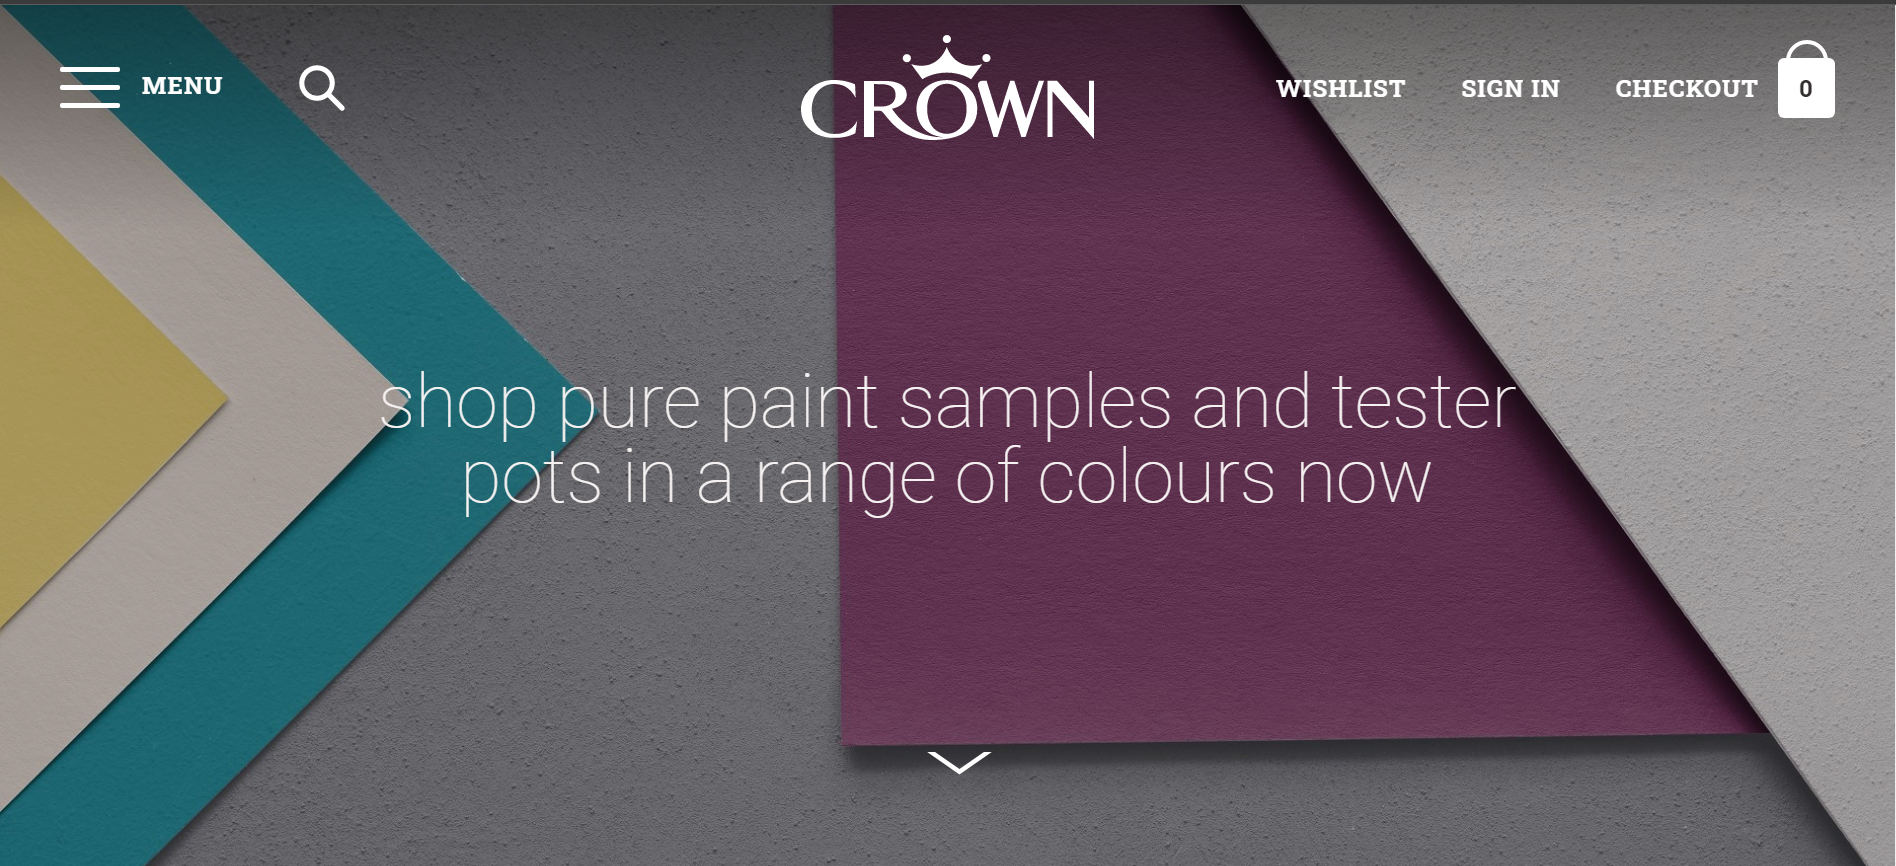 MENU
CROWN
WISHLIST SIGN IN CHECKOUT 0
shop pure paint samples and tester
pots in a range of colours now